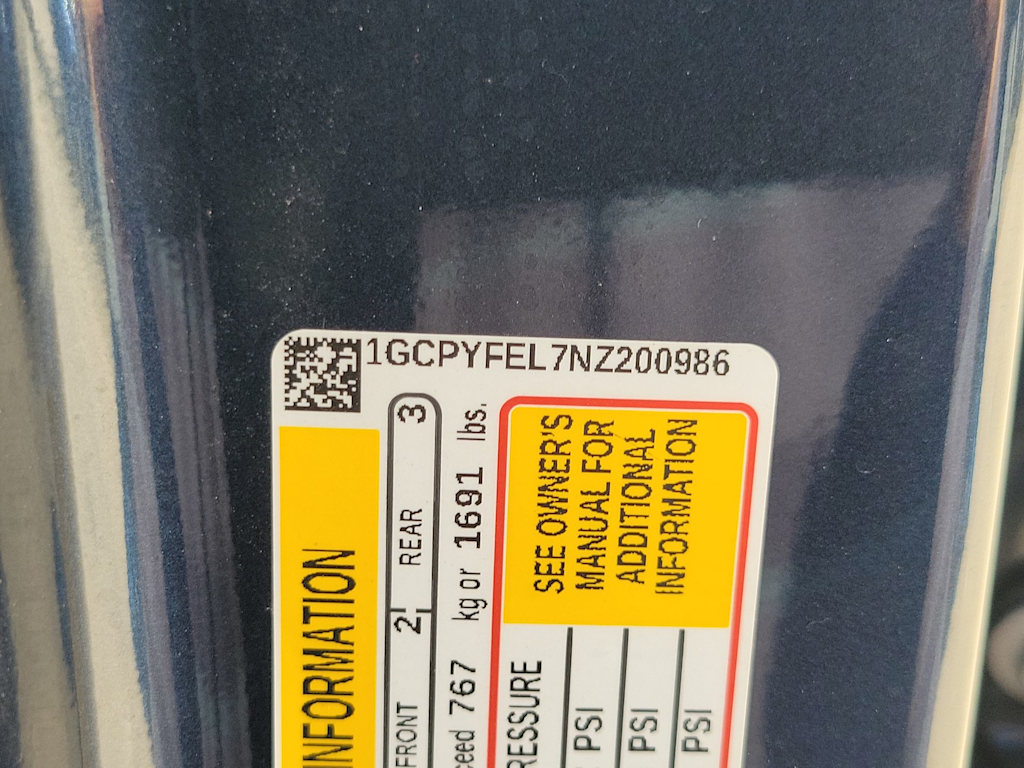 1GCPYFEL7NZ200986
INFORMATION
FRONT 2 REAR 3
ceed 767 kg or 1691 lbs.
RESSURE
SEE OWNER'S
MANUAL FOR
ADDITIONAL
INFORMATION
PSI
PSI
PSI